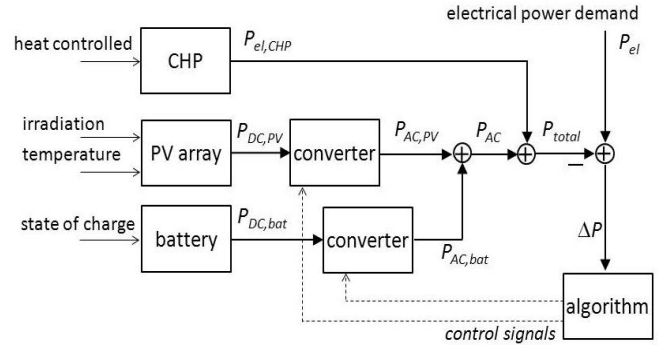 electrical power demand
heat controlled
P_el,CHP
P_el
CHP
irradiation
temperature
PV array
P_DC,PV
converter
P_AC,PV
P_AC
P_total
+
+
+
−
state of charge
battery
P_DC,bat
converter
P_AC,bat
ΔP
algorithm
control signals